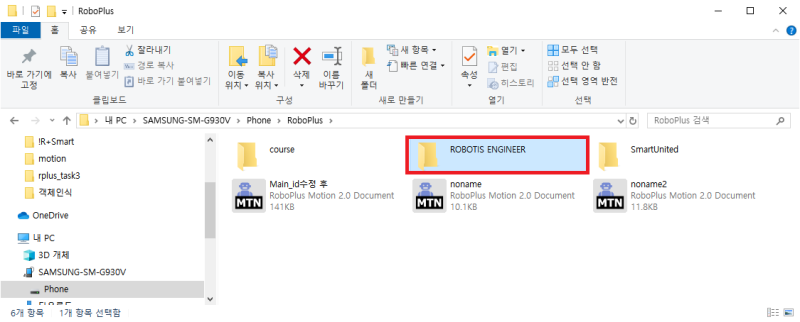 RoboPlus
파일
홈
공유
보기
바로 가기에 고정
복사
붙여넣기
잘라내기
경로 복사
바로 가기 붙여넣기
클립보드
이동 위치
복사 위치
삭제
이름 바꾸기
구성
새 폴더
새 항목
빠른 연결
새로 만들기
속성
열기
편집
히스토리
열기
모두 선택
선택 안 함
선택 영역 반전
선택
내 PC > SAMSUNG-SM-G930V > Phone > RoboPlus >
RoboPlus 검색
!R+Smart
motion
rplus_task3
객체인식
OneDrive
내 PC
3D 개체
SAMSUNG-SM-G930V
Phone
course
ROBOTIS ENGINEER
SmartUnited
MTN
Main_id수정 후
RoboPlus Motion 2.0 Document
141KB
MTN
noname
RoboPlus Motion 2.0 Document
10.1KB
MTN
noname2
RoboPlus Motion 2.0 Document
11.8KB
6개 항목
1개 항목 선택함